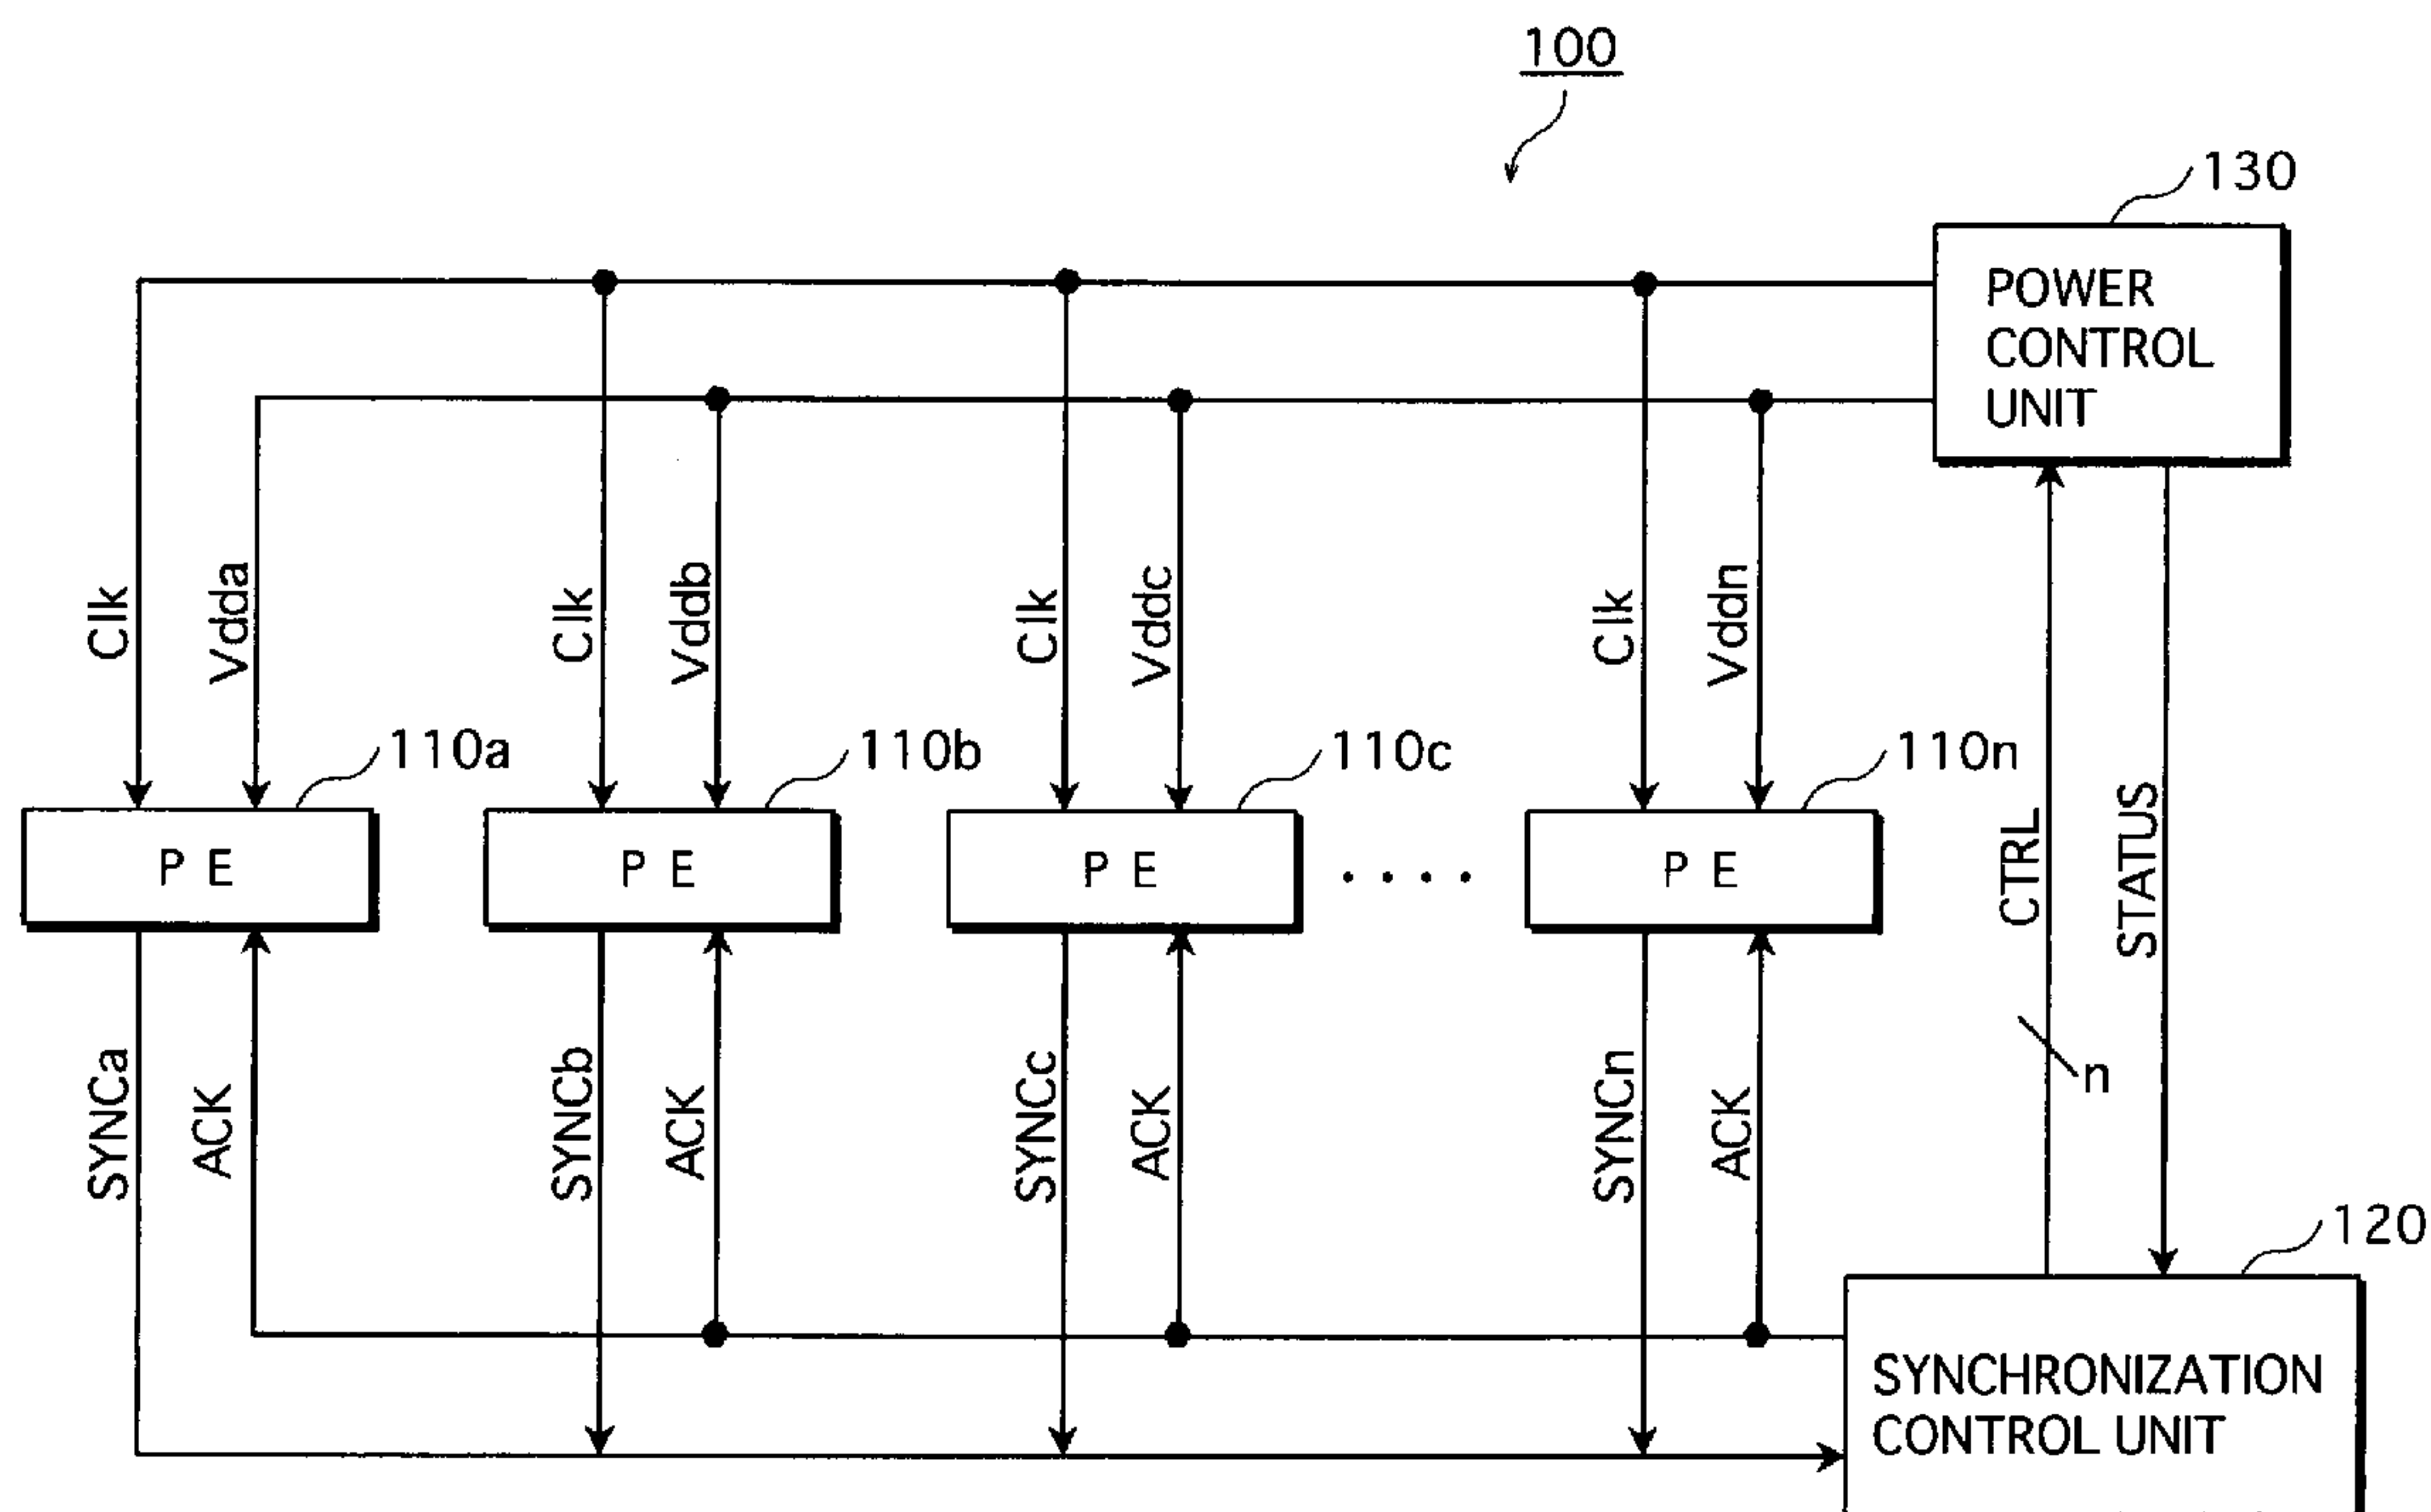 100
130
POWER
CONTROL
UNIT
Clk
Vdda
Clk
Vddb
Clk
Vddc
Clk
Vddn
110a
110b
110c
110n
P E
P E
P E
. . . .
P E
CTRL
STATUS
n
SYNCa
ACK
SYNCb
ACK
SYNCc
ACK
SYNCn
ACK
120
SYNCHRONIZATION
CONTROL UNIT